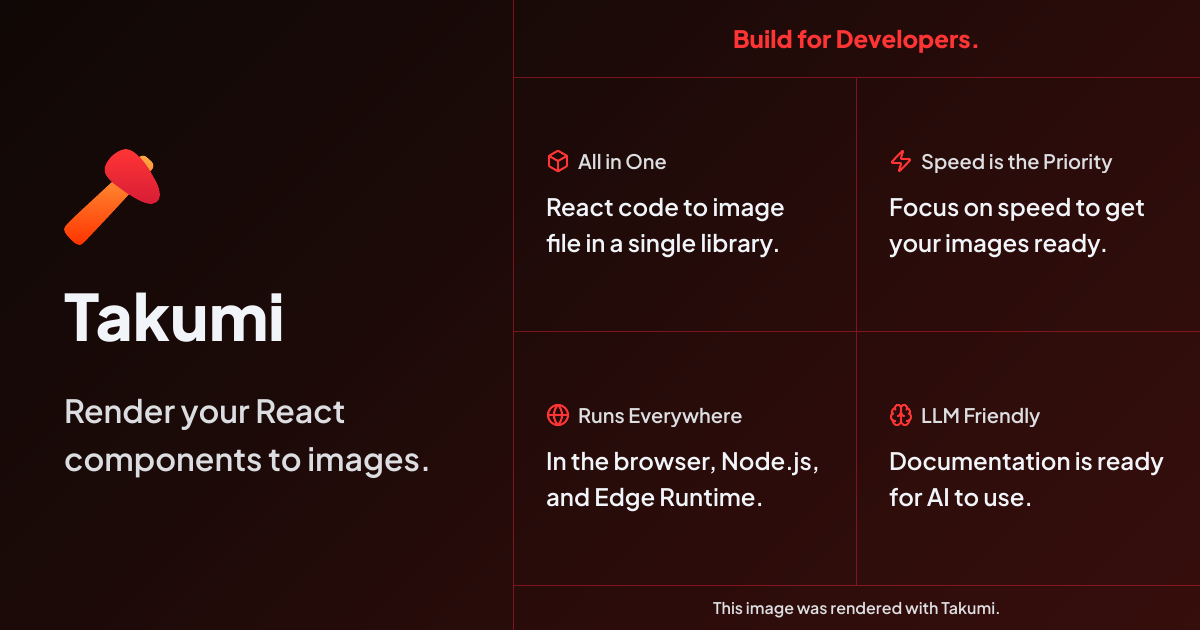 Takumi
Render your React
components to images.
Build for Developers.
All in One
React code to image
file in a single library.
Speed is the Priority
Focus on speed to get
your images ready.
Runs Everywhere
In the browser, Node.js,
and Edge Runtime.
LLM Friendly
Documentation is ready
for AI to use.
This image was rendered with Takumi.